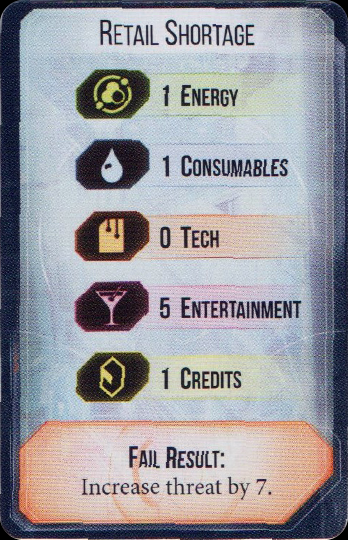 Retail Shortage
1 Energy
1 Consumables
0 Tech
5 Entertainment
1 Credits
Fail Result:
Increase threat by 7.